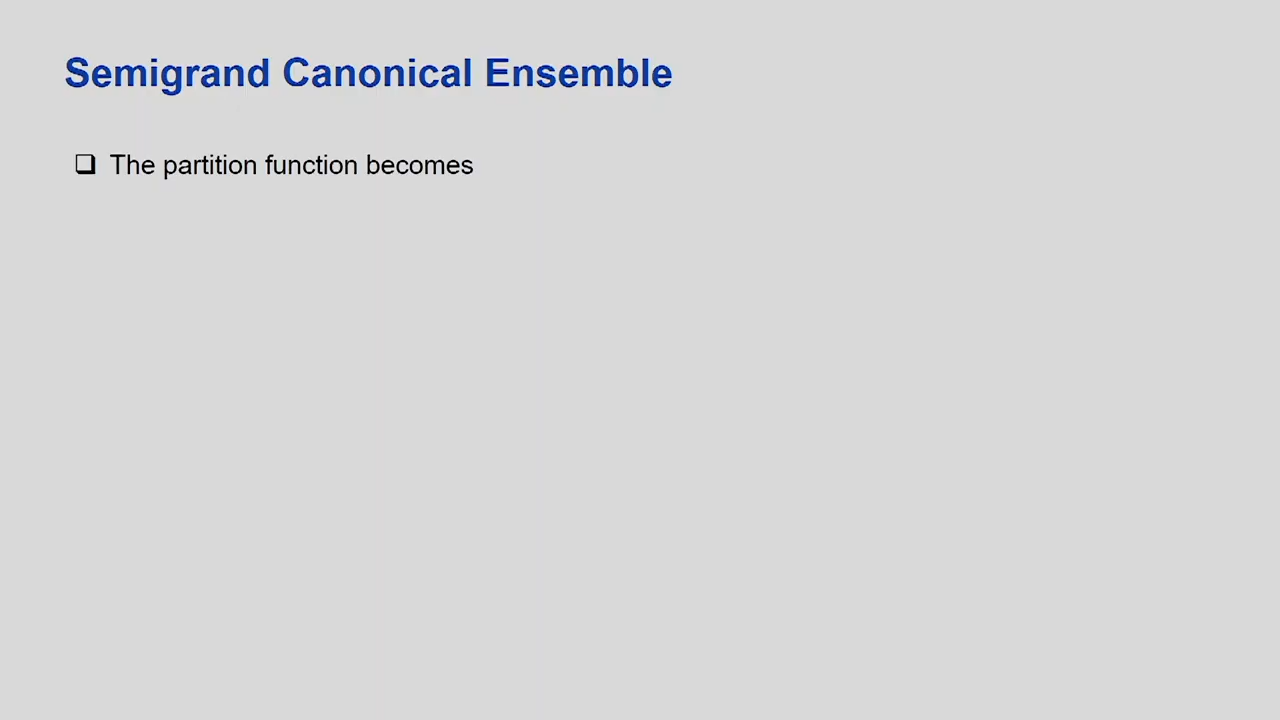 Semigrand Canonical Ensemble
❑ The partition function becomes